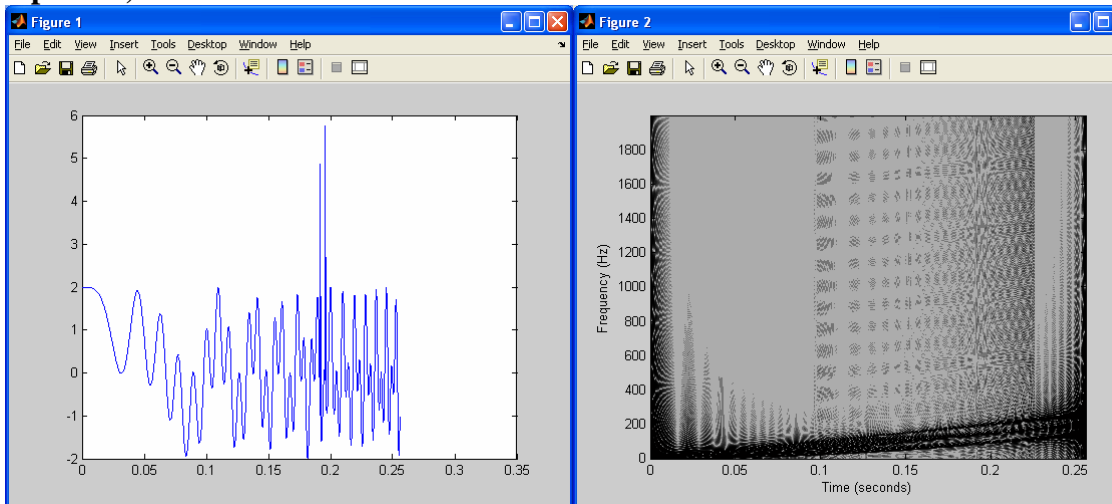 Figure 1
File Edit View Insert Tools Desktop Window Help
6
5
4
3
2
1
0
-1
-2
0 0.05 0.1 0.15 0.2 0.25 0.3 0.35
Figure 2
File Edit View Insert Tools Desktop Window Help
Frequency (Hz)
1800
1600
1400
1200
1000
800
600
400
200
0
0 0.05 0.1 0.15 0.2 0.25
Time (seconds)